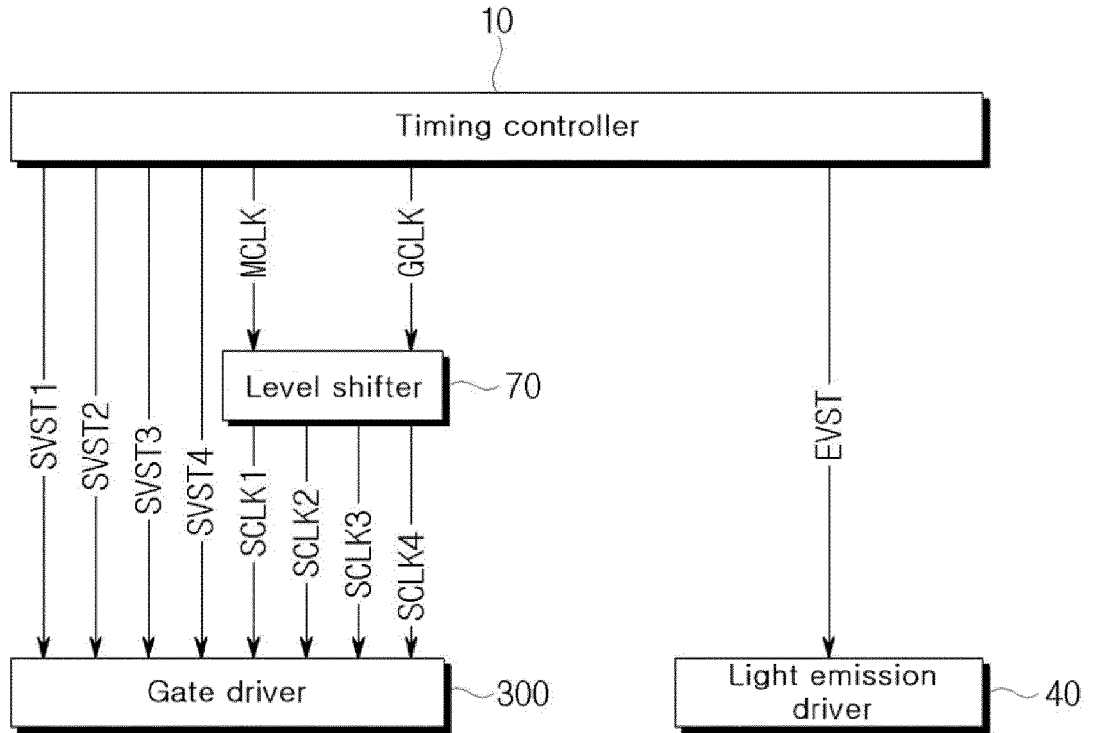 10
Timing controller
MCLK
GCLK
Level shifter
70
SVST1
SVST2
SVST3
SVST4
SCLK1
SCLK2
SCLK3
SCLK4
EVST
Gate driver
300
Light emission
driver
40